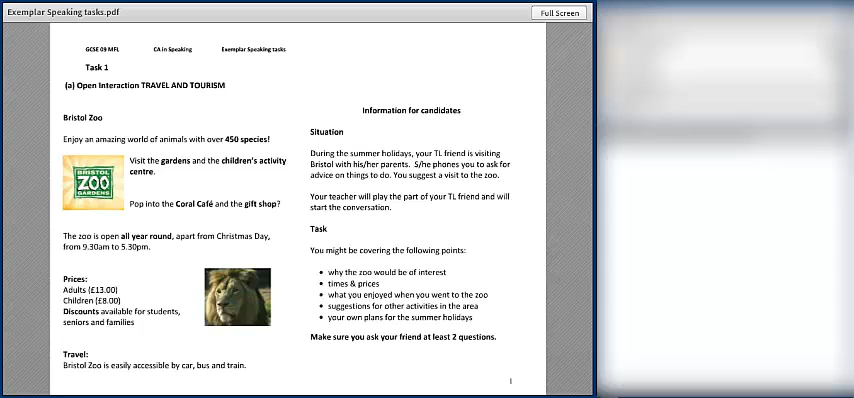 Exemplar Speaking tasks.pdf
Full Screen
GCSE 09 MFL CA in Speaking Exemplar Speaking tasks
Task 1
(a) Open Interaction TRAVEL AND TOURISM
Bristol Zoo
Enjoy an amazing world of animals with over 450 species!
BRISTOL
ZOO
GARDENS
Visit the gardens and the children's activity
centre.
Pop into the Coral Café and the gift shop?
The zoo is open all year round, apart from Christmas Day,
from 9.30am to 5.30pm.
Prices:
Adults (£13.00)
Children (£8.00)
Discounts available for students,
seniors and families
Travel:
Bristol Zoo is easily accessible by car, bus and train.
Information for candidates
Situation
During the summer holidays, your TL friend is visiting
Bristol with his/her parents. S/he phones you to ask for
advice on things to do. You suggest a visit to the zoo.
Your teacher will play the part of your TL friend and will
start the conversation.
Task
You might be covering the following points:
• why the zoo would be of interest
• times & prices
• what you enjoyed when you went to the zoo
• suggestions for other activities in the area
• your own plans for the summer holidays
Make sure you ask your friend at least 2 questions.